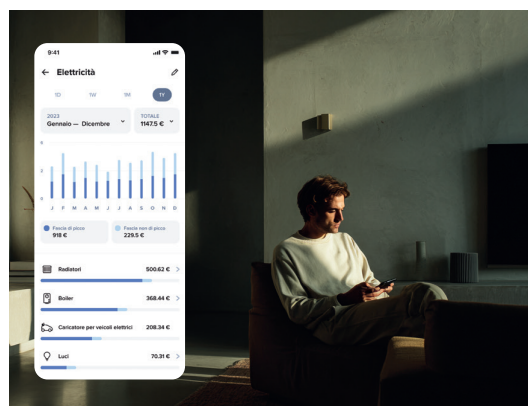 9:41
Elettricità
1D 1W 1M 1Y
2023
Gennaio — Dicembre
TOTALE
1147.5 €
2
0
J F M A M J J A S O N D
Fascia di picco
918 €
Fascia non di picco
229.5 €
Radiatori 500.62 €
Boiler 368.44 €
Caricatore per veicoli elettrici 208.34 €
Luci 70.31 €